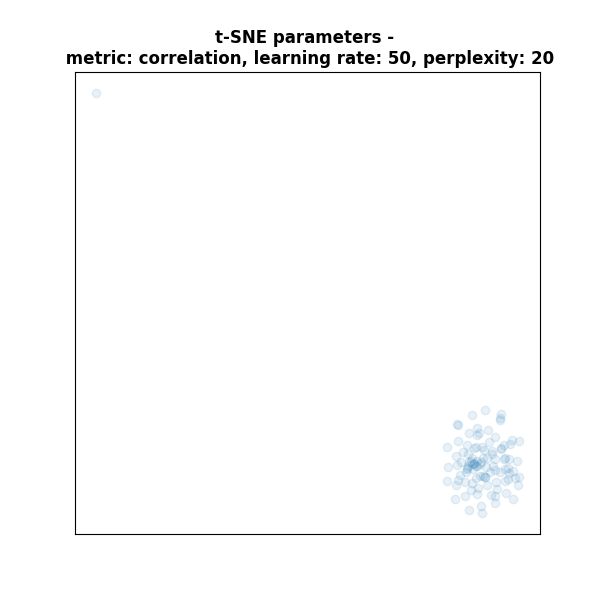 t-SNE parameters -
metric: correlation, learning rate: 50, perplexity: 20